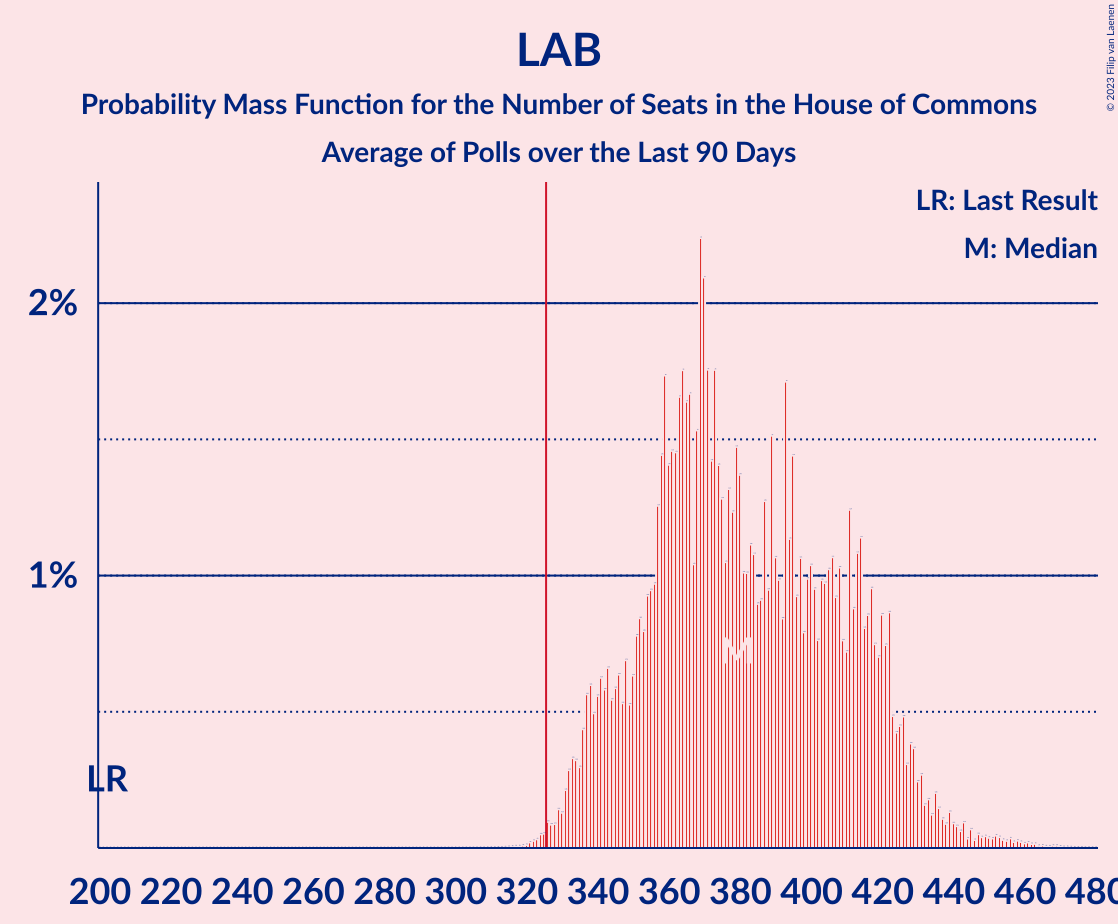 LAB
Probability Mass Function for the Number of Seats in the House of Commons
Average of Polls over the Last 90 Days
© 2023 Filip van Laenen
LR: Last Result
M: Median
2%
1%
M
LR
200 220 240 260 280 300 320 340 360 380 400 420 440 460 480